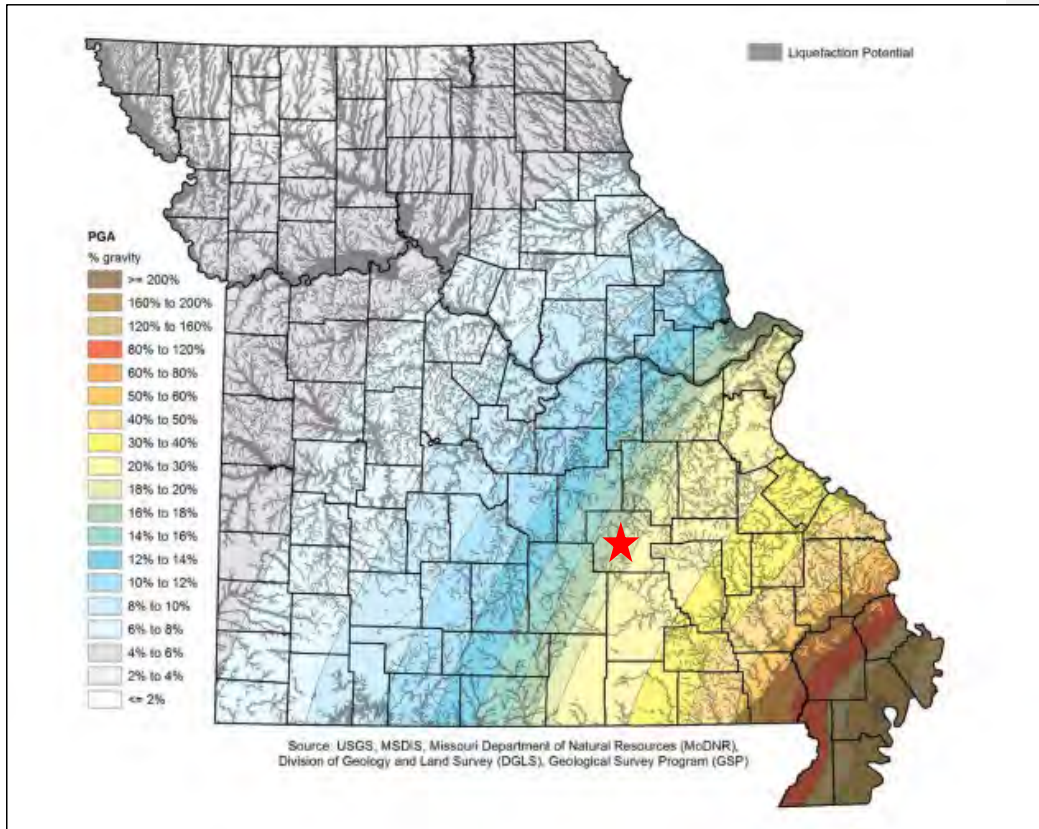 Liquefaction Potential
PGA
% gravity
>= 200%
160% to 200%
120% to 160%
80% to 120%
60% to 80%
50% to 60%
40% to 50%
30% to 40%
20% to 30%
18% to 20%
16% to 18%
14% to 16%
12% to 14%
10% to 12%
8% to 10%
6% to 8%
4% to 6%
2% to 4%
<= 2%
Source: USGS, MSDIS, Missouri Department of Natural Resources (MoDNR),
Division of Geology and Land Survey (DGLS), Geological Survey Program (GSP)